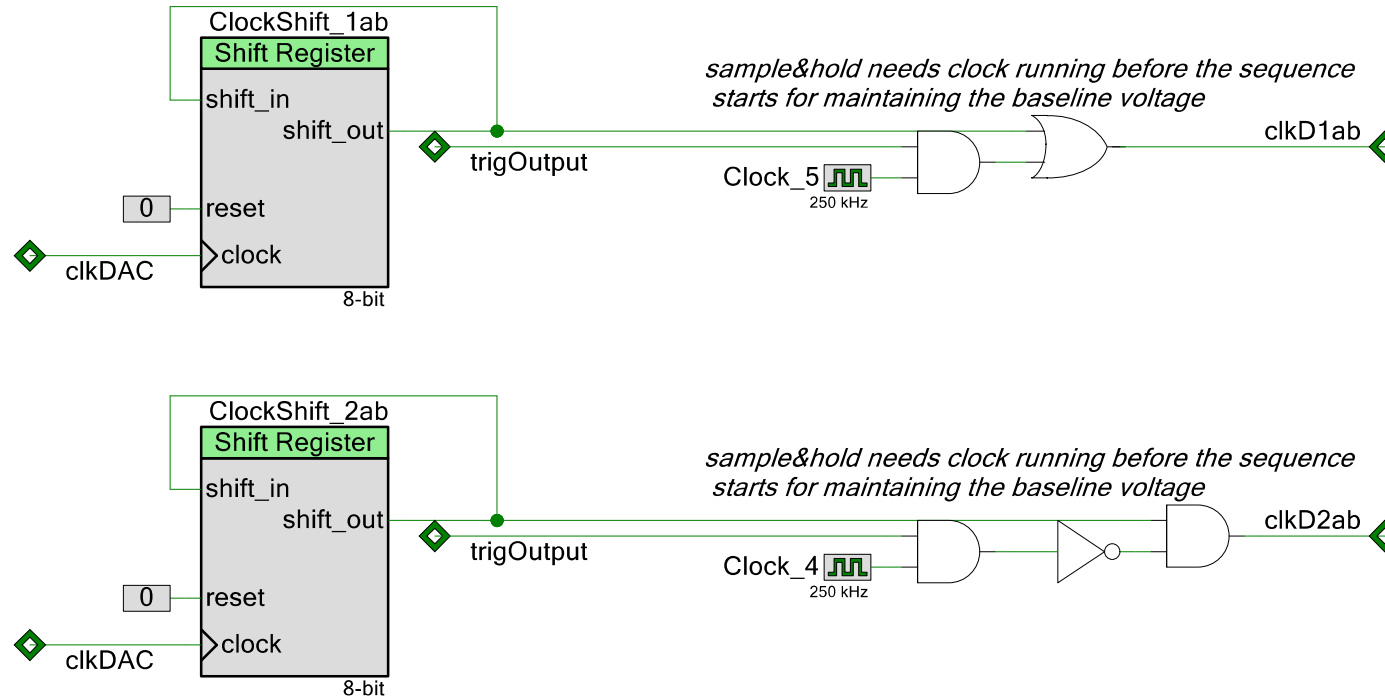 ClockShift_1ab
Shift Register
sample&hold needs clock running before the sequence
starts for maintaining the baseline voltage
shift_in
shift_out
clkD1ab
trigOutput
Clock_5
250 kHz
0
reset
clock
clkDAC
8-bit
ClockShift_2ab
Shift Register
sample&hold needs clock running before the sequence
starts for maintaining the baseline voltage
shift_in
shift_out
clkD2ab
trigOutput
Clock_4
250 kHz
0
reset
clock
clkDAC
8-bit